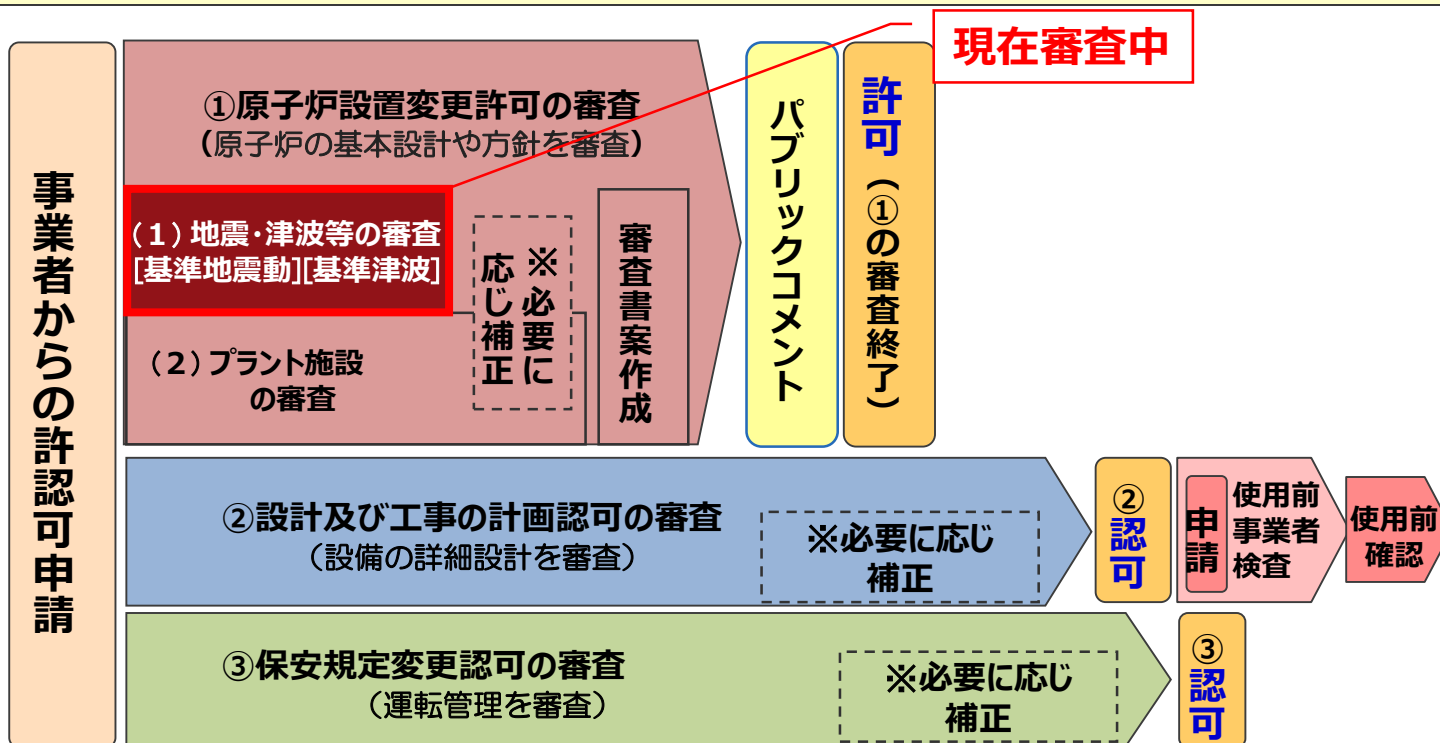 現在審査中
事業者からの許認可申請
①原子炉設置変更許可の審査
(原子炉の基本設計や方針を審査)
(1)地震・津波等の審査
[基準地震動][基準津波]
(2)プラント施設
の審査
※必要に
応じ補正
審査書案作成
パブリックコメント
許可(①の審査終了)
②設計及び工事の計画認可の審査
(設備の詳細設計を審査)
※必要に応じ
補正
②
認可
申請
使用前
事業者
検査
使用前
確認
③保安規定変更認可の審査
(運転管理を審査)
※必要に応じ
補正
③
認可